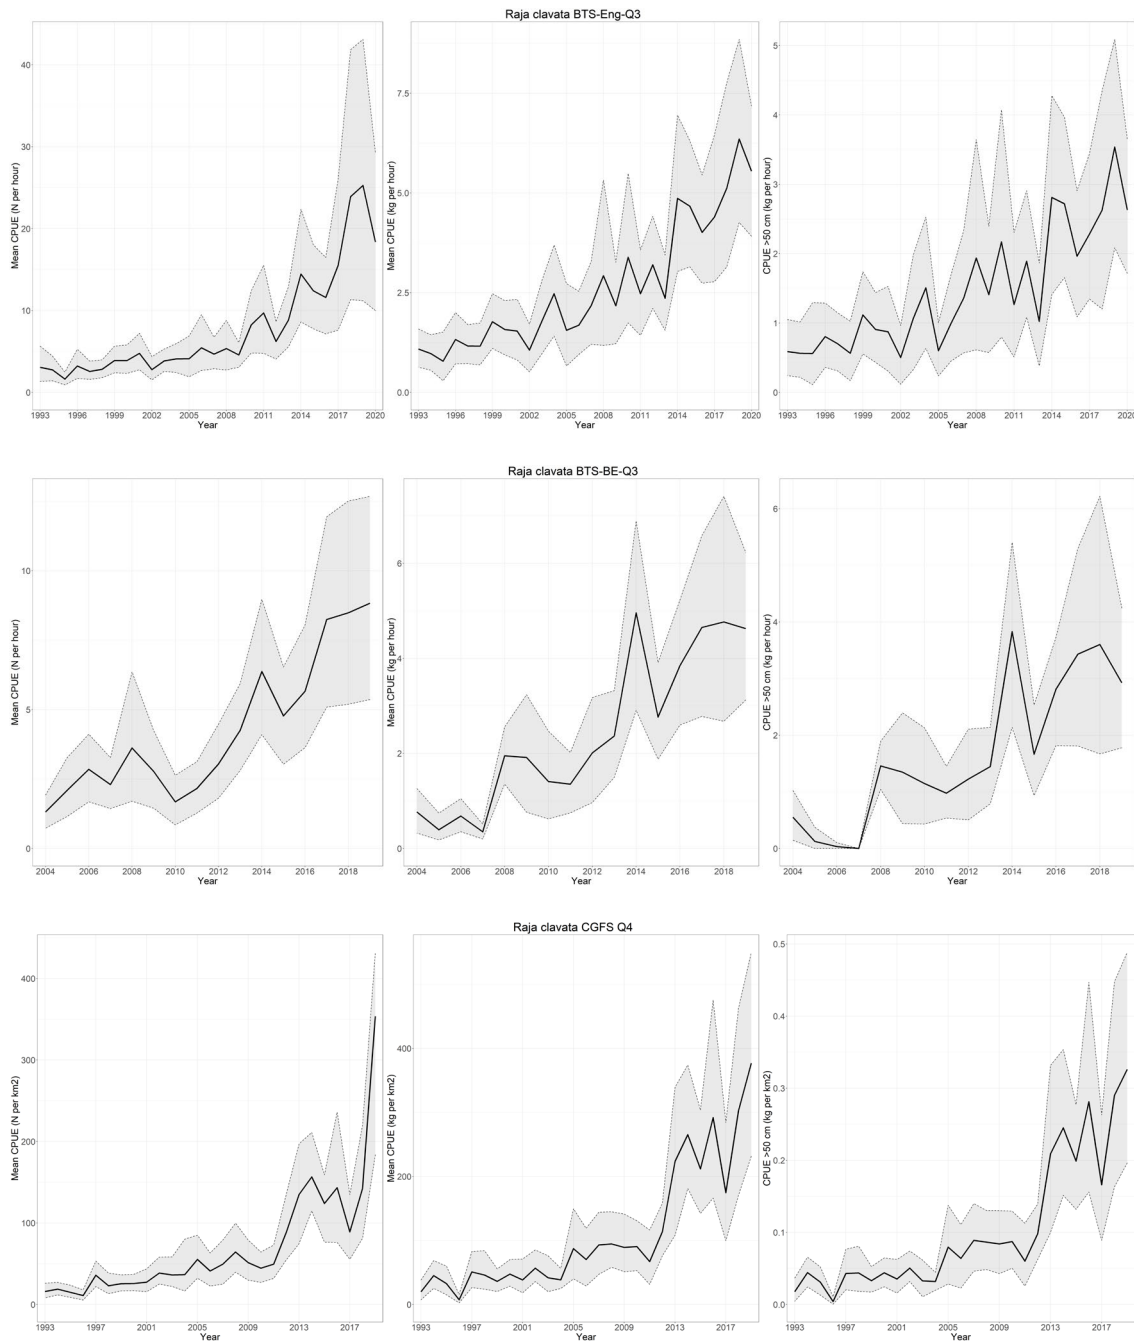 Raja clavata BTS-Eng-Q3
Mean CPUE (N per hour)
40
30
20
10
0
1993 1996 1999 2002 2005 2008 2011 2014 2017 2020
Year
Mean CPUE (kg per hour)
7.5
5.0
2.5
0.0
1993 1996 1999 2002 2005 2008 2011 2014 2017 2020
Year
CPUE >50 cm (kg per hour)
5
4
3
2
1
0
1993 1996 1999 2002 2005 2008 2011 2014 2017 2020
Year
Raja clavata BTS-BE-Q3
Mean CPUE (N per hour)
10
5
0
2004 2006 2008 2010 2012 2014 2016 2018
Year
Mean CPUE (kg per hour)
6
4
2
0
2004 2006 2008 2010 2012 2014 2016 2018
Year
CPUE >50 cm (kg per hour)
6
4
2
0
2004 2006 2008 2010 2012 2014 2016 2018
Year
Raja clavata CGFS Q4
Mean CPUE (N per km2)
400
300
200
100
0
1993 1997 2001 2005 2009 2013 2017
Year
Mean CPUE (kg per km2)
400
200
0
1993 1997 2001 2005 2009 2013 2017
Year
CPUE >50 cm (kg per km2)
0.5
0.4
0.3
0.2
0.1
0.0
1993 1997 2001 2005 2009 2013 2017
Year